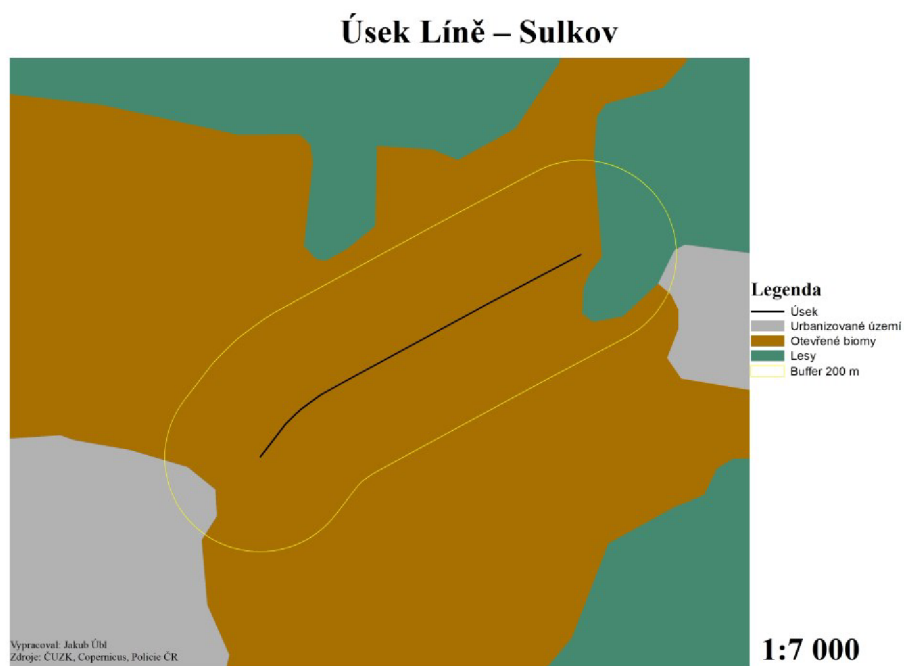 Úsek Líně – Sulkov
Legenda
Úsek
Urbanizované území
Otevřené biomy
Lesy
Buffer 200 m
Vypracoval: Jakub Úbl
Zdroje: ČUZK, Copernicus, Policie ČR
1:7 000